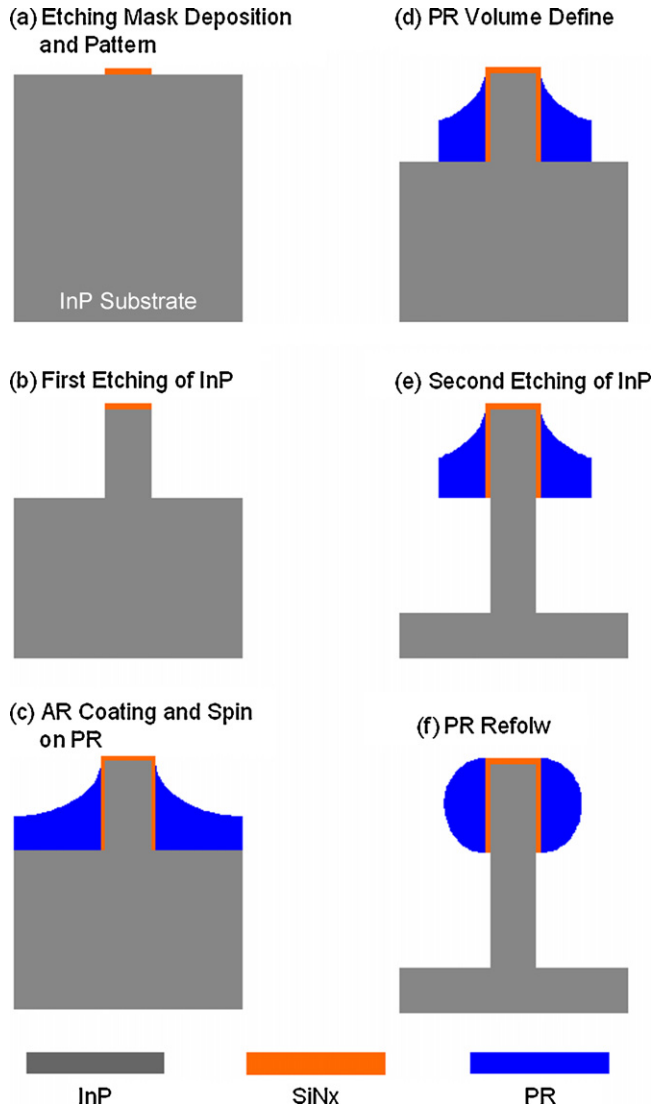 (a) Etching Mask Deposition
and Pattern
InP Substrate
(b) First Etching of InP
(c) AR Coating and Spin
on PR
(d) PR Volume Define
(e) Second Etching of InP
(f) PR Refolw
InP
SiNx
PR